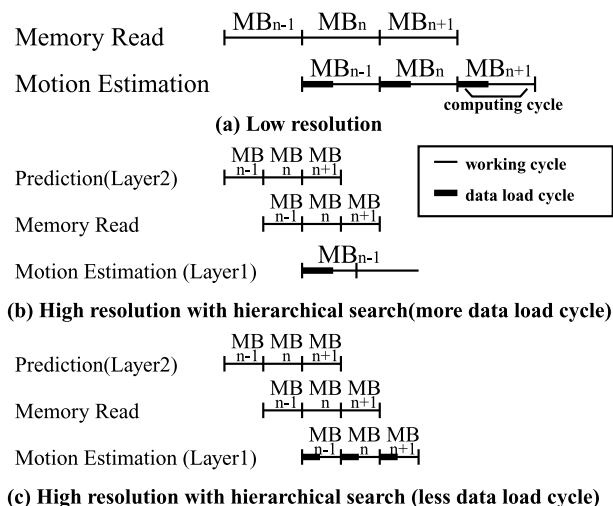 MBn-1 MBn MBn+1
Memory Read
MBn-1 MBn MBn+1
Motion Estimation
computing cycle
(a) Low resolution
MB MB MB
n-1 n n+1
Prediction(Layer2)
MB MB MB
n-1 n n+1
Memory Read
MBn-1
Motion Estimation (Layer1)
working cycle
data load cycle
(b) High resolution with hierarchical search(more data load cycle)
MB MB MB
n-1 n n+1
Prediction(Layer2)
MB MB MB
n-1 n n+1
Memory Read
MB MB MB
n-1 n n+1
Motion Estimation (Layer1)
(c) High resolution with hierarchical search (less data load cycle)